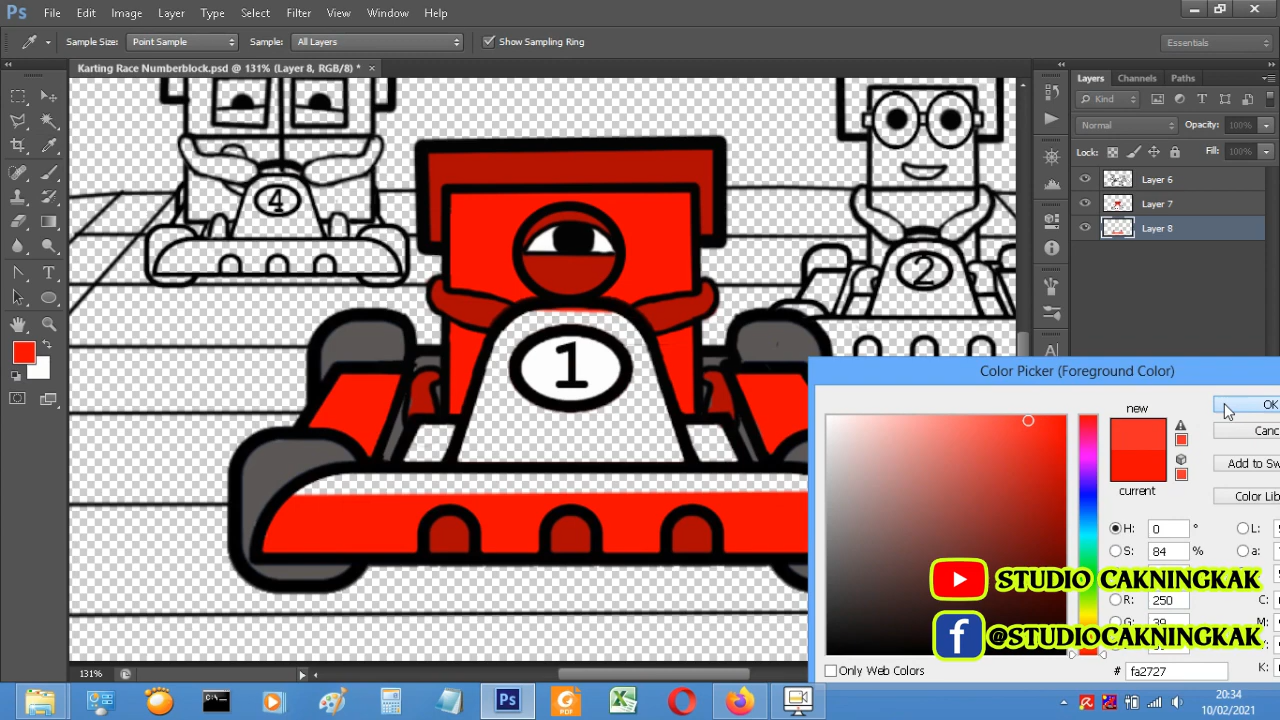 Ps File Edit Image Layer Type Select Filter View Window Help
Sample Size: Point Sample Sample: All Layers Show Sampling Ring Essentials
Karting Race Numberblock.psd @ 131% (Layer 8, RGB/8) * ×
Layers Channels Paths
Kind
Normal Opacity: 100%
Lock: Fill: 100%
Layer 6
Layer 7
Layer 8
4
2
1
Color Picker (Foreground Color)
new
current
OK
Canc
Add to Sw
Color Lib
H: 0 °
S: 84 %
R: 250
G: 39
L:
a:
C:
M:
Y:
K:
# fa2727
Only Web Colors
STUDIO CAKNINGKAK
@STUDIOCAKNINGKAK
131%
Ps
PDF
20:34
10/02/2021